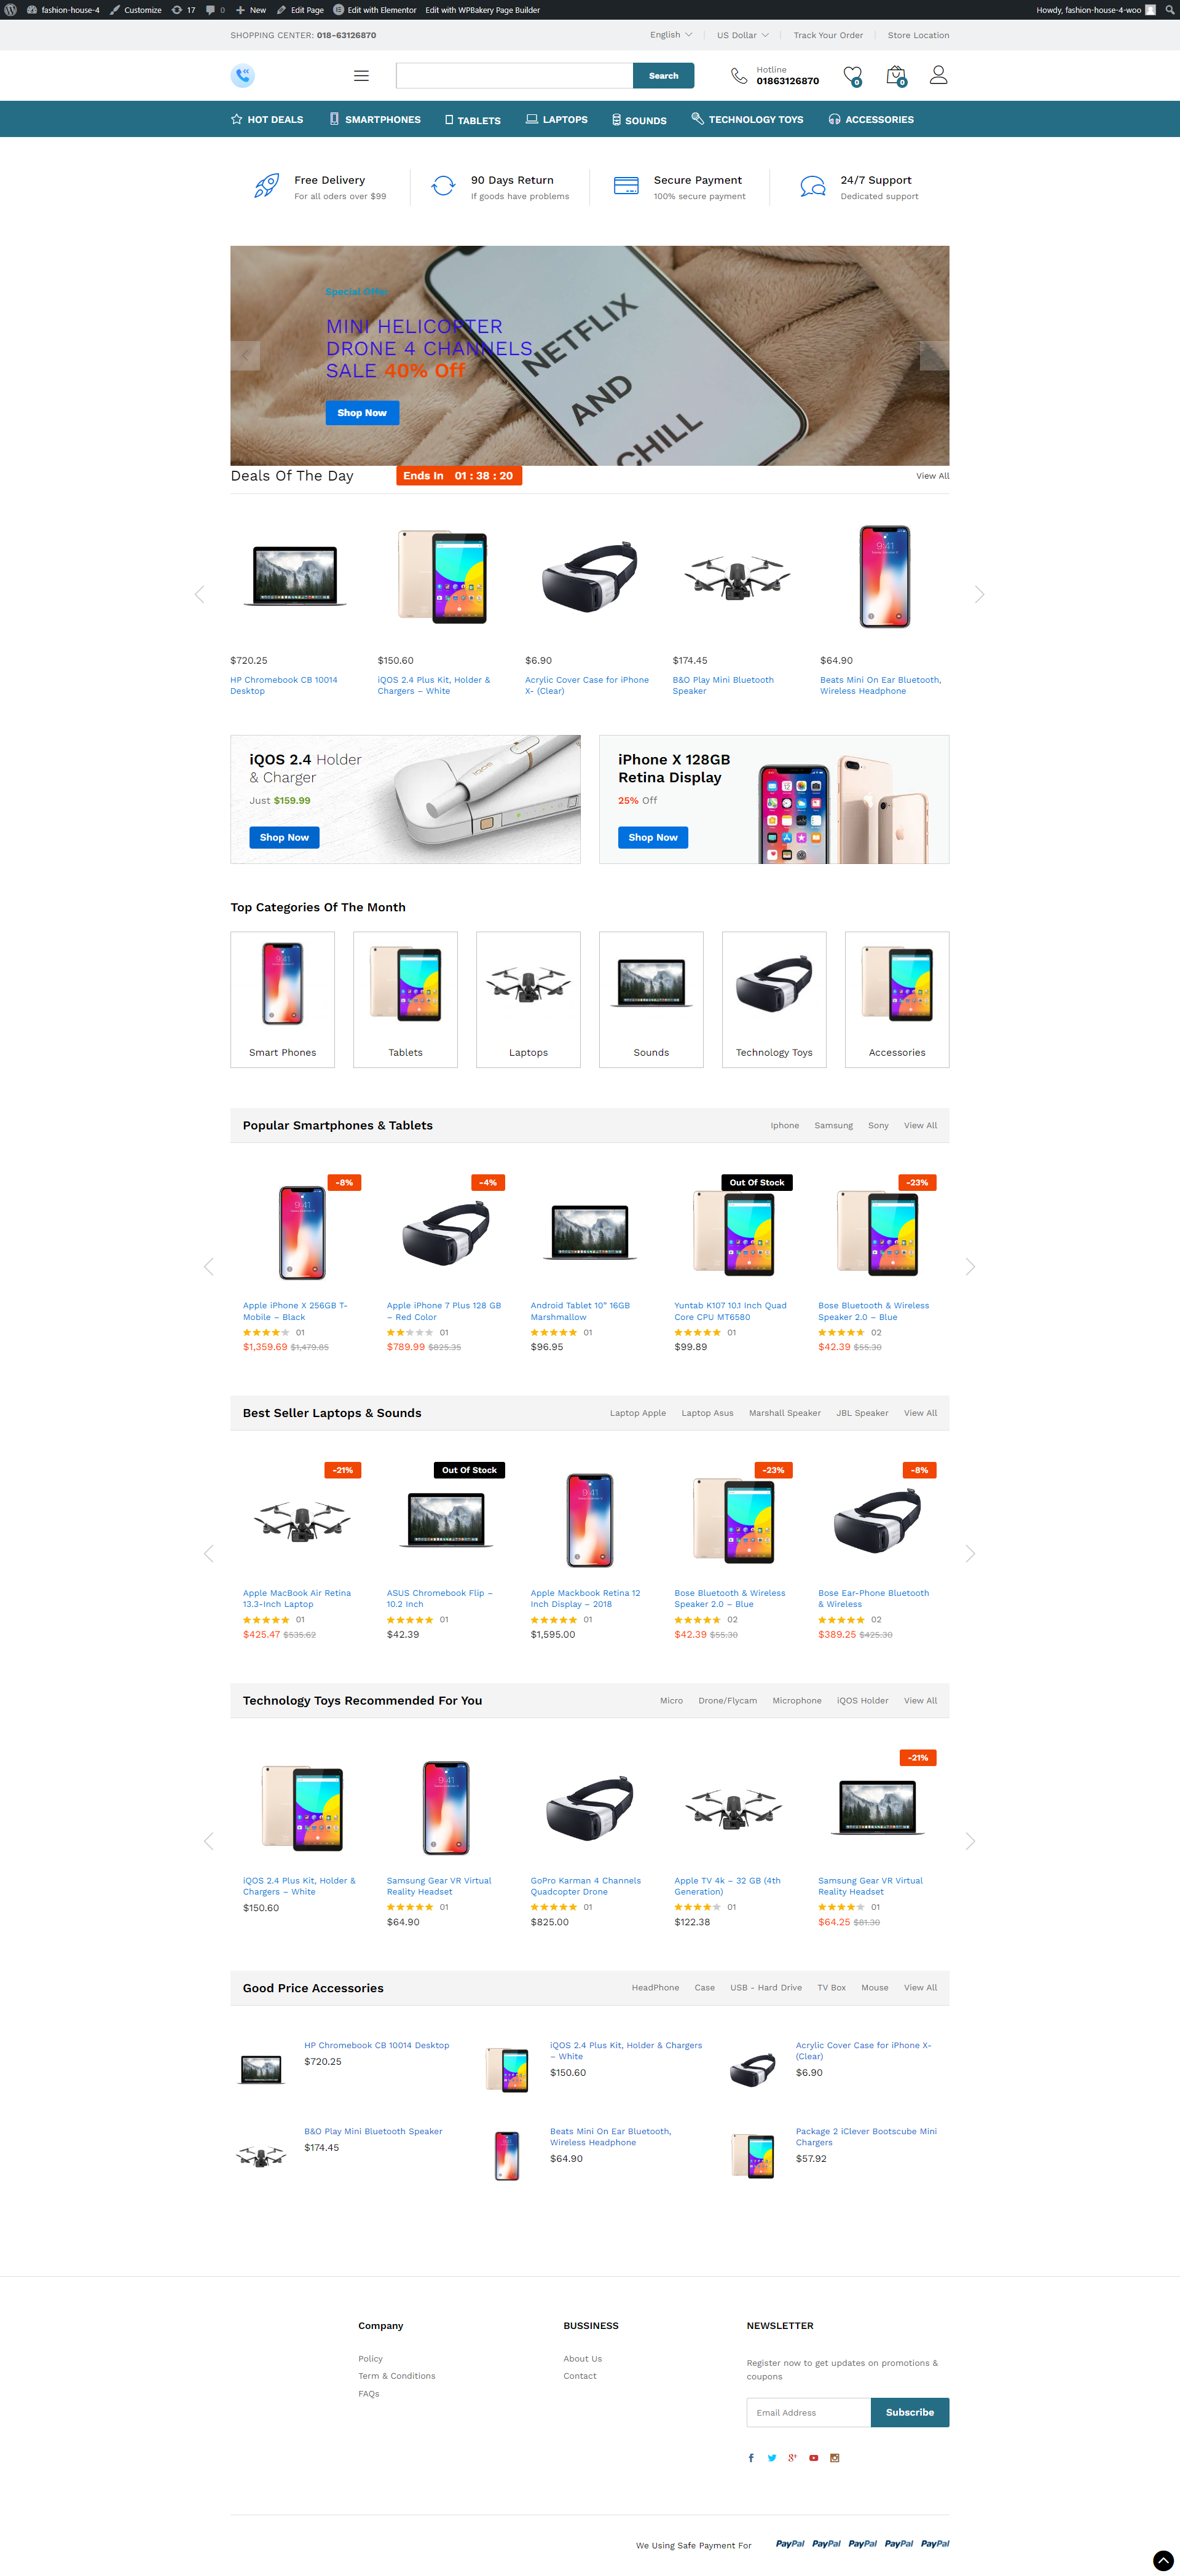 fashion-house-4 Customize 17 0 New Edit Page Edit with Elementor Edit with WPBakery Page Builder Howdy, fashion-house-4-woo
SHOPPING CENTER: 018-63126870 English US Dollar Track Your Order Store Location
Search
Hotline
01863126870
0 0
HOT DEALS SMARTPHONES TABLETS LAPTOPS SOUNDS TECHNOLOGY TOYS ACCESSORIES
Free Delivery
For all oders over $99
90 Days Return
If goods have problems
Secure Payment
100% secure payment
24/7 Support
Dedicated support
Special Offer
MINI HELICOPTER
DRONE 4 CHANNELS
SALE 40% Off
Shop Now
NETFLIX
AND
CHILL
Deals Of The Day Ends In 01 : 38 : 20 View All
$720.25
HP Chromebook CB 10014
Desktop
$150.60
iQOS 2.4 Plus Kit, Holder &
Chargers – White
$6.90
Acrylic Cover Case for iPhone
X- (Clear)
$174.45
B&O Play Mini Bluetooth
Speaker
$64.90
Beats Mini On Ear Bluetooth,
Wireless Headphone
iQOS 2.4 Holder
& Charger
Just $159.99
Shop Now
IQOS
iPhone X 128GB
Retina Display
25% Off
Shop Now
Top Categories Of The Month
Smart Phones
Tablets
Laptops
Sounds
Technology Toys
Accessories
Popular Smartphones & Tablets Iphone Samsung Sony View All
-8%
Apple iPhone X 256GB T-
Mobile – Black
01
$1,359.69 $1,479.85
-4%
Apple iPhone 7 Plus 128 GB
– Red Color
01
$789.99 $825.35
Android Tablet 10" 16GB
Marshmallow
01
$96.95
Out Of Stock
Yuntab K107 10.1 Inch Quad
Core CPU MT6580
01
$99.89
-23%
Bose Bluetooth & Wireless
Speaker 2.0 – Blue
02
$42.39 $55.30
Best Seller Laptops & Sounds Laptop Apple Laptop Asus Marshall Speaker JBL Speaker View All
-21%
Apple MacBook Air Retina
13.3-Inch Laptop
01
$425.47 $535.62
Out Of Stock
ASUS Chromebook Flip –
10.2 Inch
01
$42.39
Apple Mackbook Retina 12
Inch Display – 2018
01
$1,595.00
-23%
Bose Bluetooth & Wireless
Speaker 2.0 – Blue
02
$42.39 $55.30
-8%
Bose Ear-Phone Bluetooth
& Wireless
02
$389.25 $425.30
Technology Toys Recommended For You Micro Drone/Flycam Microphone iQOS Holder View All
iQOS 2.4 Plus Kit, Holder &
Chargers – White
$150.60
Samsung Gear VR Virtual
Reality Headset
01
$64.90
GoPro Karman 4 Channels
Quadcopter Drone
01
$825.00
Apple TV 4k – 32 GB (4th
Generation)
01
$122.38
-21%
Samsung Gear VR Virtual
Reality Headset
01
$64.25 $81.30
Good Price Accessories HeadPhone Case USB - Hard Drive TV Box Mouse View All
HP Chromebook CB 10014 Desktop
$720.25
iQOS 2.4 Plus Kit, Holder & Chargers
– White
$150.60
Acrylic Cover Case for iPhone X-
(Clear)
$6.90
B&O Play Mini Bluetooth Speaker
$174.45
Beats Mini On Ear Bluetooth,
Wireless Headphone
$64.90
Package 2 iClever Bootscube Mini
Chargers
$57.92
Company
Policy
Term & Conditions
FAQs
BUSSINESS
About Us
Contact
NEWSLETTER
Register now to get updates on promotions &
coupons
Email Address Subscribe
We Using Safe Payment For PayPal PayPal PayPal PayPal PayPal